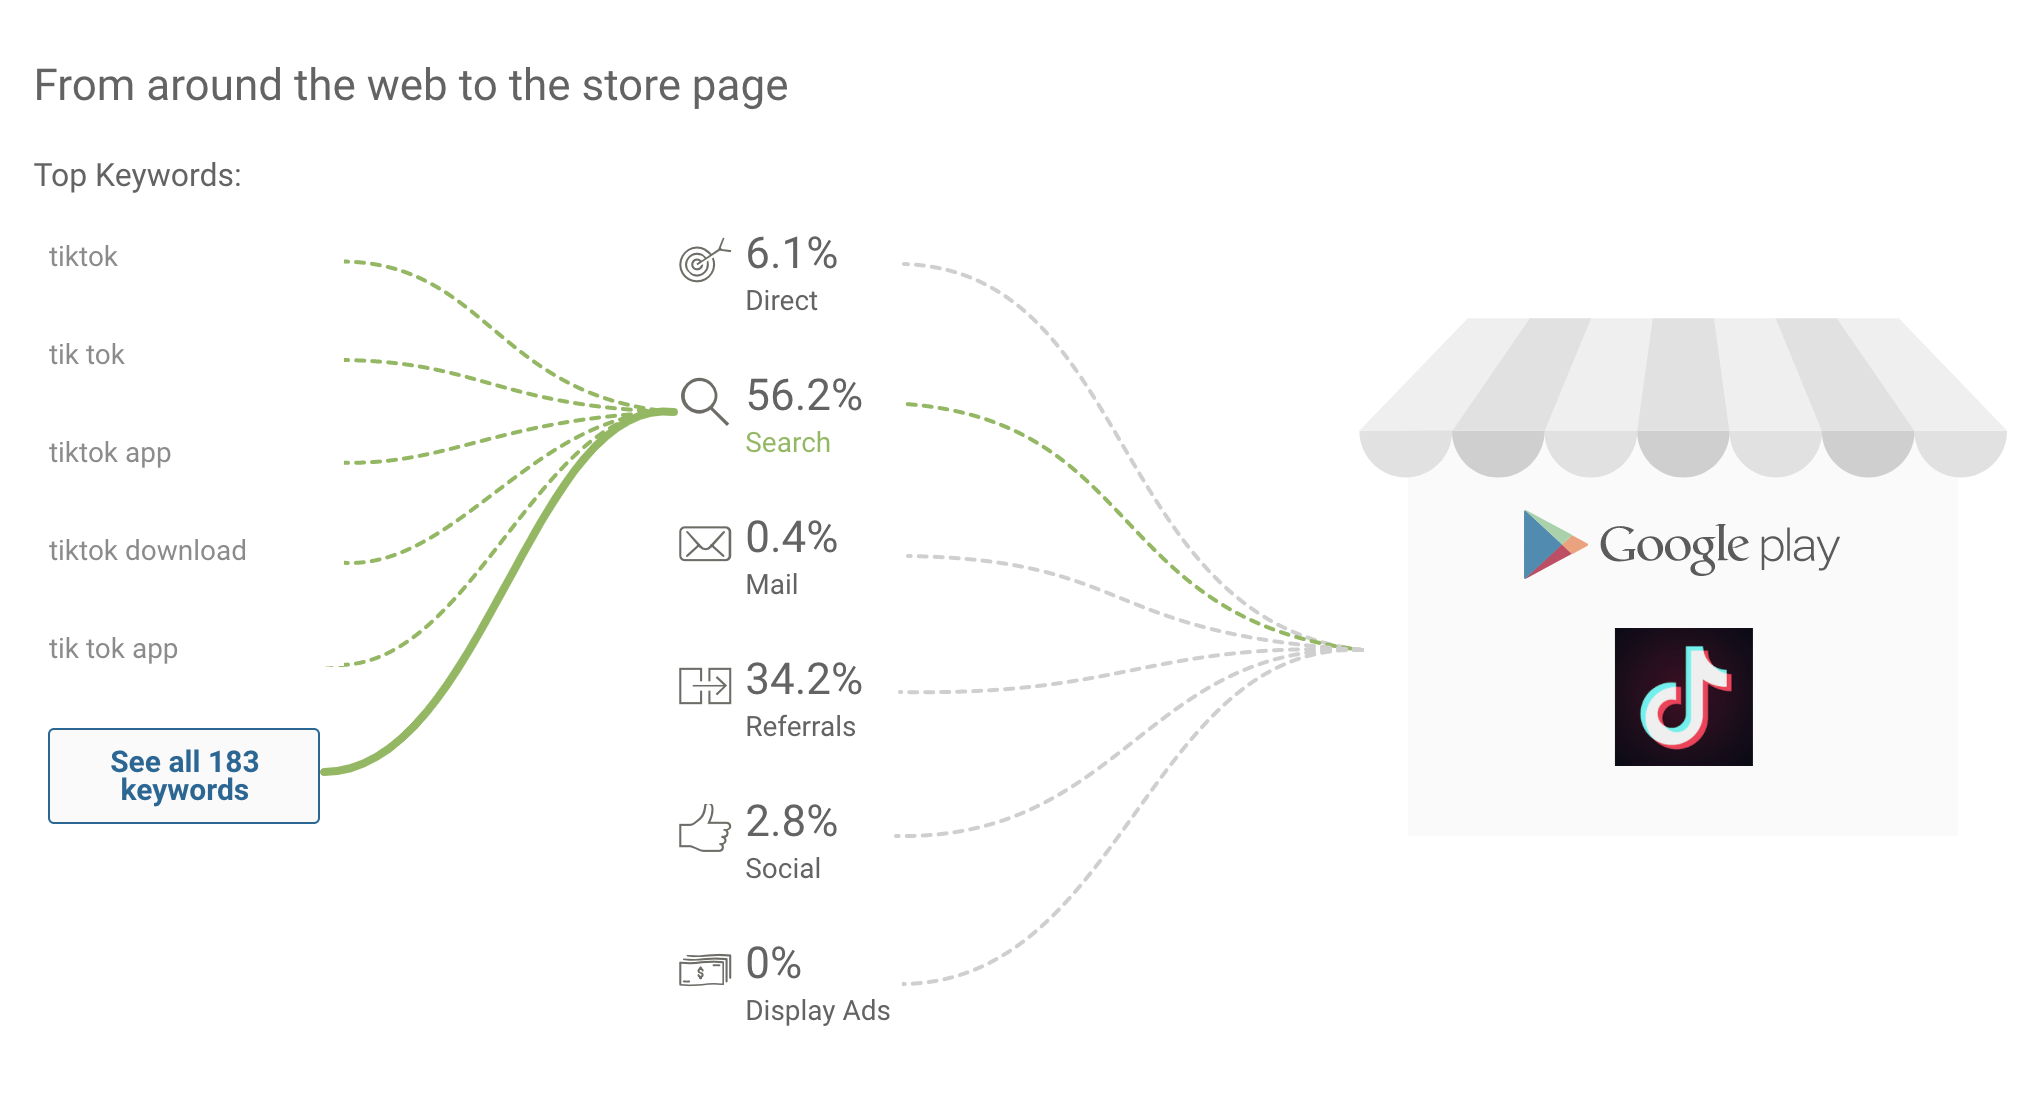 From around the web to the store page
Top Keywords:
tiktok
tik tok
tiktok app
tiktok download
tik tok app
See all 183
keywords
6.1%
Direct
56.2%
Search
0.4%
Mail
34.2%
Referrals
2.8%
Social
$
0%
Display Ads
Google play